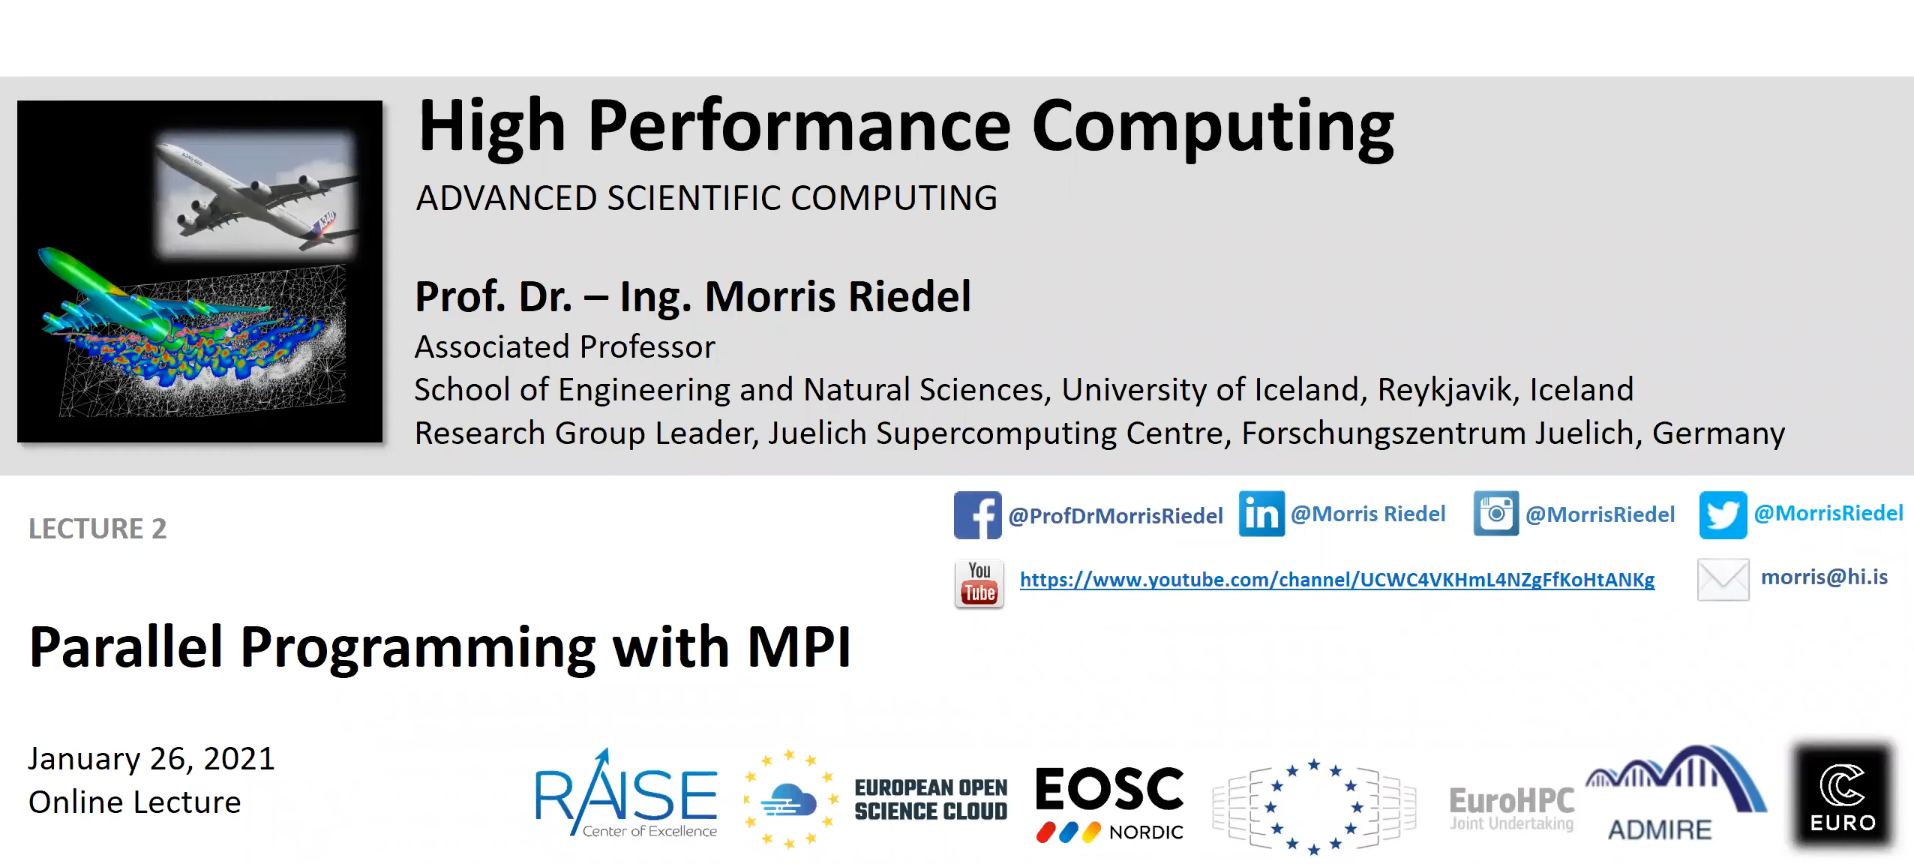 High Performance Computing
ADVANCED SCIENTIFIC COMPUTING
Prof. Dr. – Ing. Morris Riedel
Associated Professor
School of Engineering and Natural Sciences, University of Iceland, Reykjavik, Iceland
Research Group Leader, Juelich Supercomputing Centre, Forschungszentrum Juelich, Germany
LECTURE 2
@ProfDrMorrisRiedel
@Morris Riedel
@MorrisRiedel
@MorrisRiedel
You
Tube
https://www.youtube.com/channel/UCWC4VKHmL4NZgFfKoHtANKg
morris@hi.is
Parallel Programming with MPI
January 26, 2021
Online Lecture
RAISE
Center of Excellence
EUROPEAN OPEN
SCIENCE CLOUD
EOSC
NORDIC
EuroHPC
Joint Undertaking
ADMIRE
EURO
A340